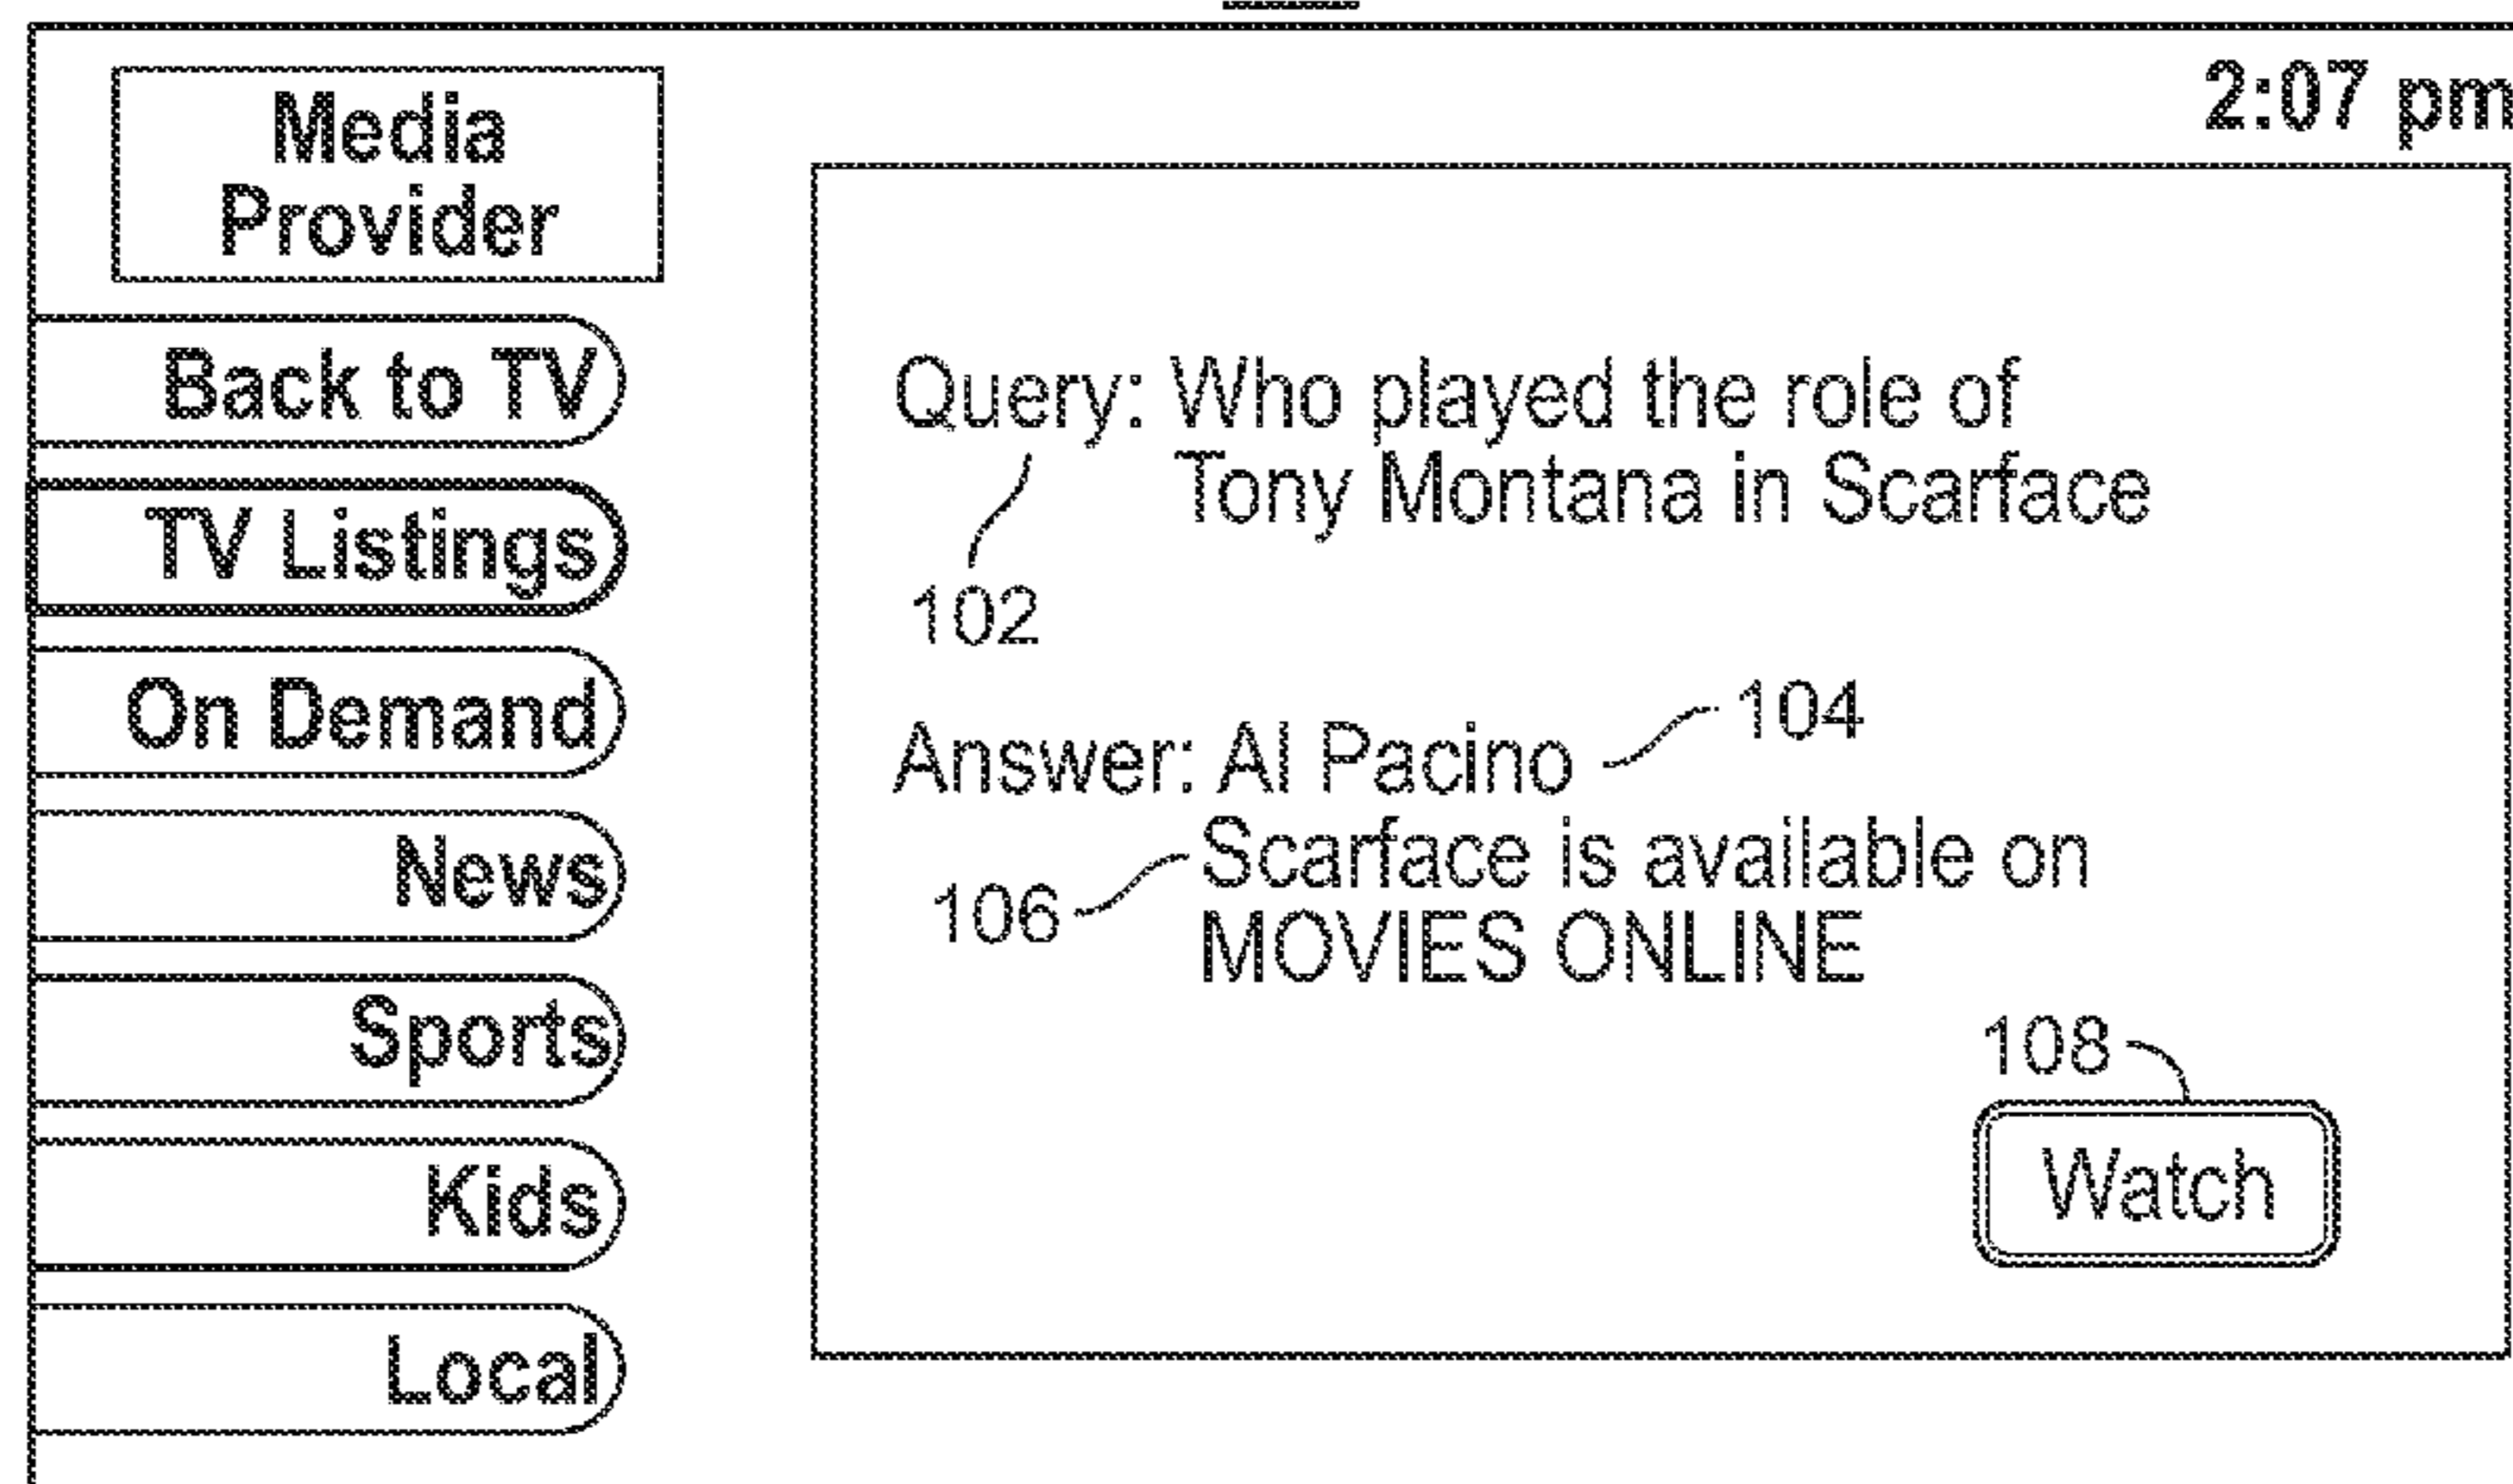 2:07 pm
Media
Provider
Back to TV
TV Listings
On Demand
News
Sports
Kids
Local
Query: Who played the role of
Tony Montana in Scarface
102
104
Answer: Al Pacino
Scarface is available on
106
MOVIES ONLINE
108
Watch